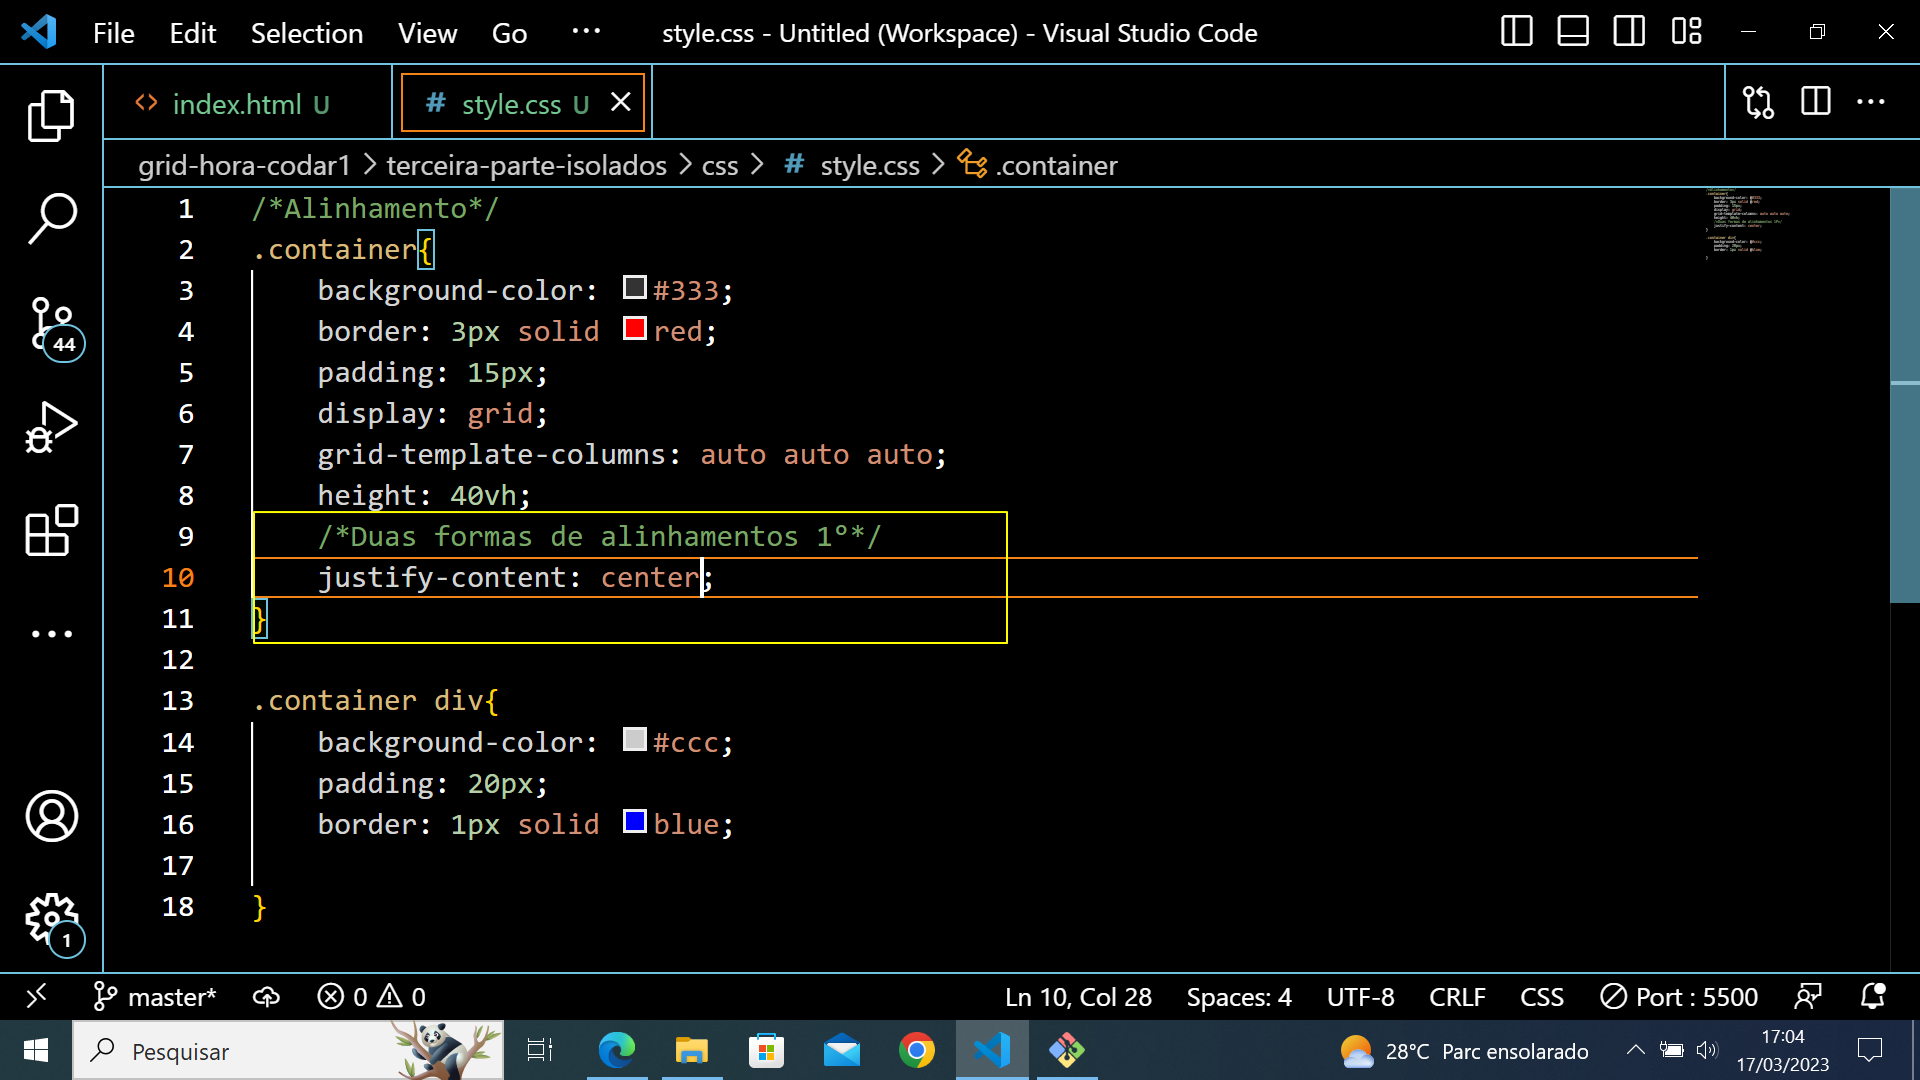 File Edit Selection View Go ··· style.css - Untitled (Workspace) - Visual Studio Code
index.html U # style.css U
grid-hora-codar1 > terceira-parte-isolados > css > # style.css > .container
1 /*Alinhamento*/
2 .container{
3 background-color: #333;
4 border: 3px solid red;
5 padding: 15px;
6 display: grid;
7 grid-template-columns: auto auto auto;
8 height: 40vh;
9 /*Duas formas de alinhamentos 1º*/
10 justify-content: center;
11 }
12
13 .container div{
14 background-color: #ccc;
15 padding: 20px;
16 border: 1px solid blue;
17
18 }
44
1
master* 0 0 Ln 10, Col 28 Spaces: 4 UTF-8 CRLF CSS Port : 5500
Pesquisar 28°C Parc ensolarado 17:04
17/03/2023